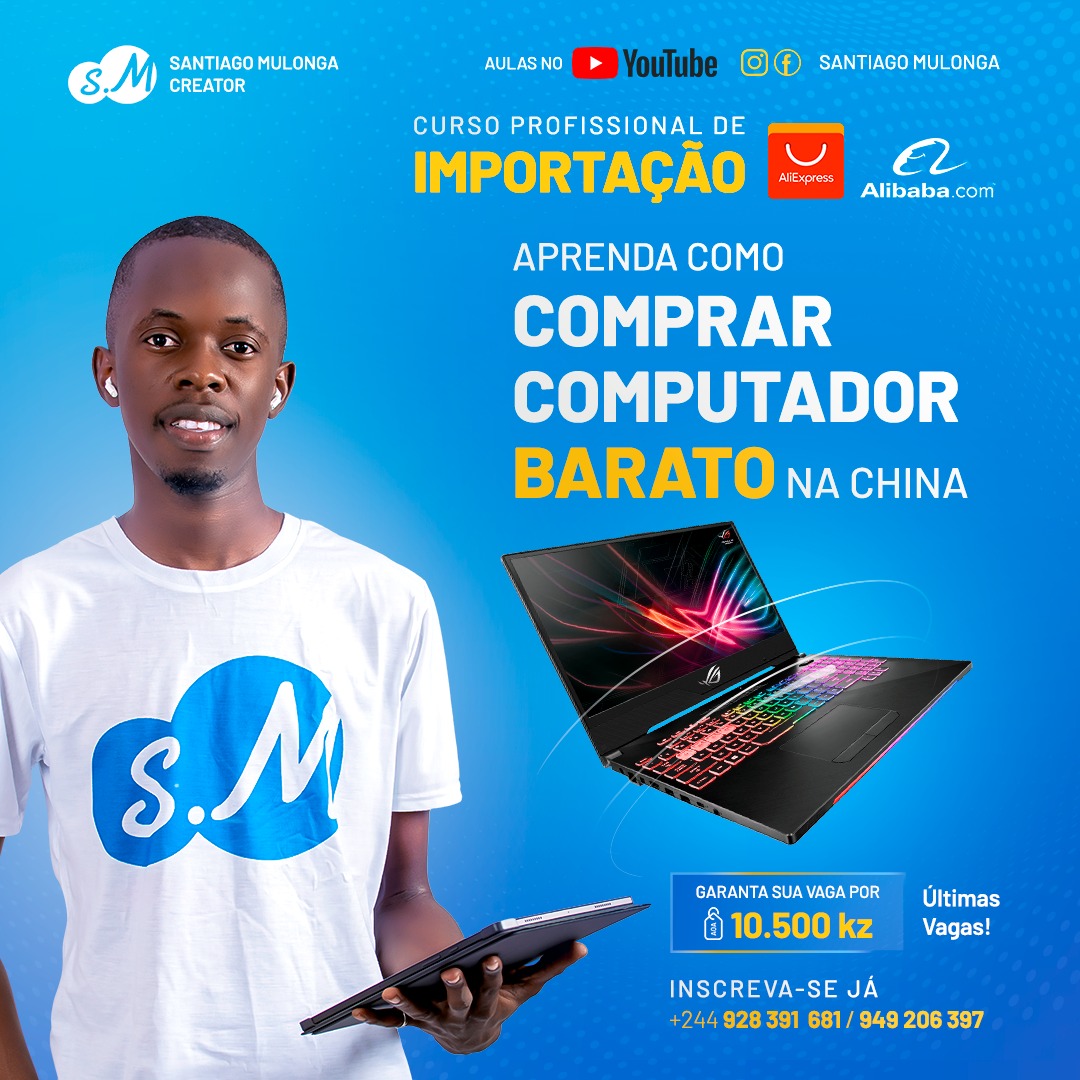 S.M
SANTIAGO MULONGA
CREATOR
AULAS NO YouTube
SANTIAGO MULONGA
CURSO PROFISSIONAL DE
IMPORTAÇÃO
AliExpress
Alibaba.com
APRENDA COMO
COMPRAR
COMPUTADOR
BARATO NA CHINA
S.M
GARANTA SUA VAGA POR
AOA 10.500 kz
Últimas
Vagas!
INSCREVA-SE JÁ
+244 928 391 681 / 949 206 397